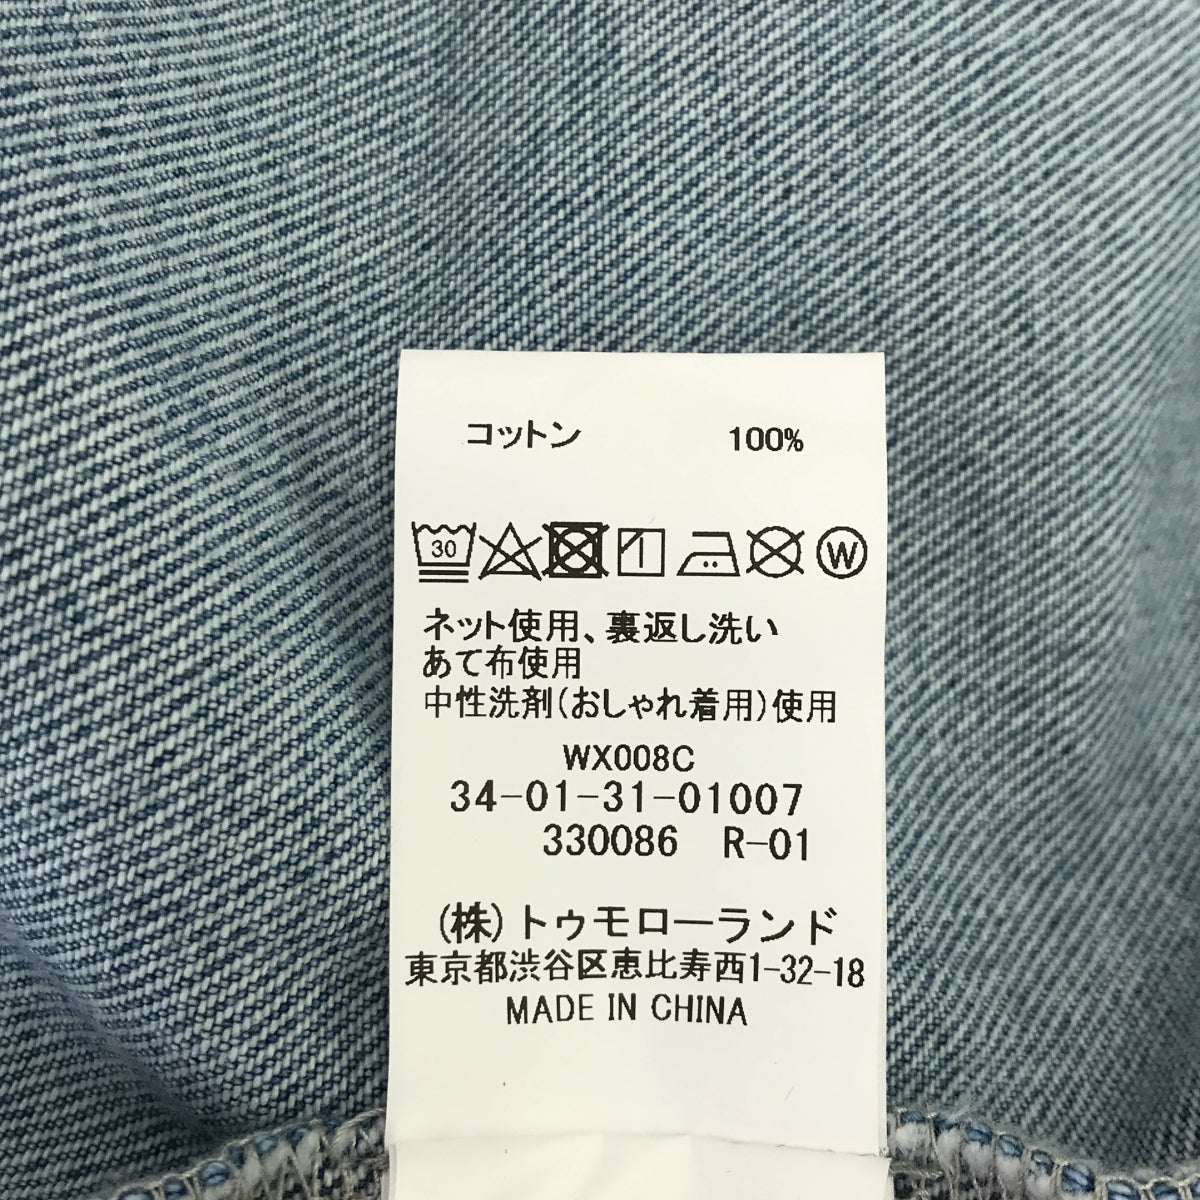 コットン 100%
30 W
ネット使用、裏返し洗い
あて布使用
中性洗剤(おしゃれ着用)使用
WX008C
34-01-31-01007
330086 R-01
(株)トゥモローランド
東京都渋谷区恵比寿西1-32-18
MADE IN CHINA